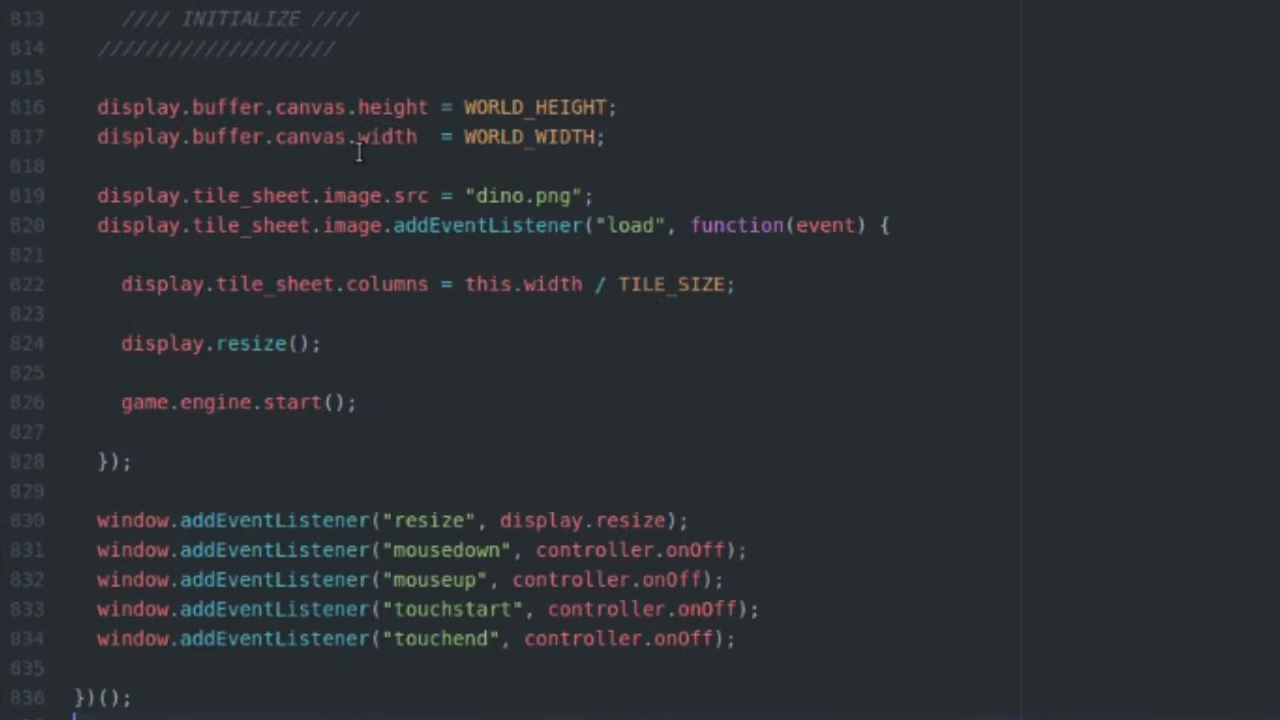 813 //// INITIALIZE ////
814 ////////////////////
815
816 display.buffer.canvas.height = WORLD_HEIGHT;
817 display.buffer.canvas.width  = WORLD_WIDTH;
818
819 display.tile_sheet.image.src = "dino.png";
820 display.tile_sheet.image.addEventListener("load", function(event) {
821
822 display.tile_sheet.columns = this.width / TILE_SIZE;
823
824 display.resize();
825
826 game.engine.start();
827
828 });
829
830 window.addEventListener("resize", display.resize);
831 window.addEventListener("mousedown", controller.onOff);
832 window.addEventListener("mouseup", controller.onOff);
833 window.addEventListener("touchstart", controller.onOff);
834 window.addEventListener("touchend", controller.onOff);
835
836 })();